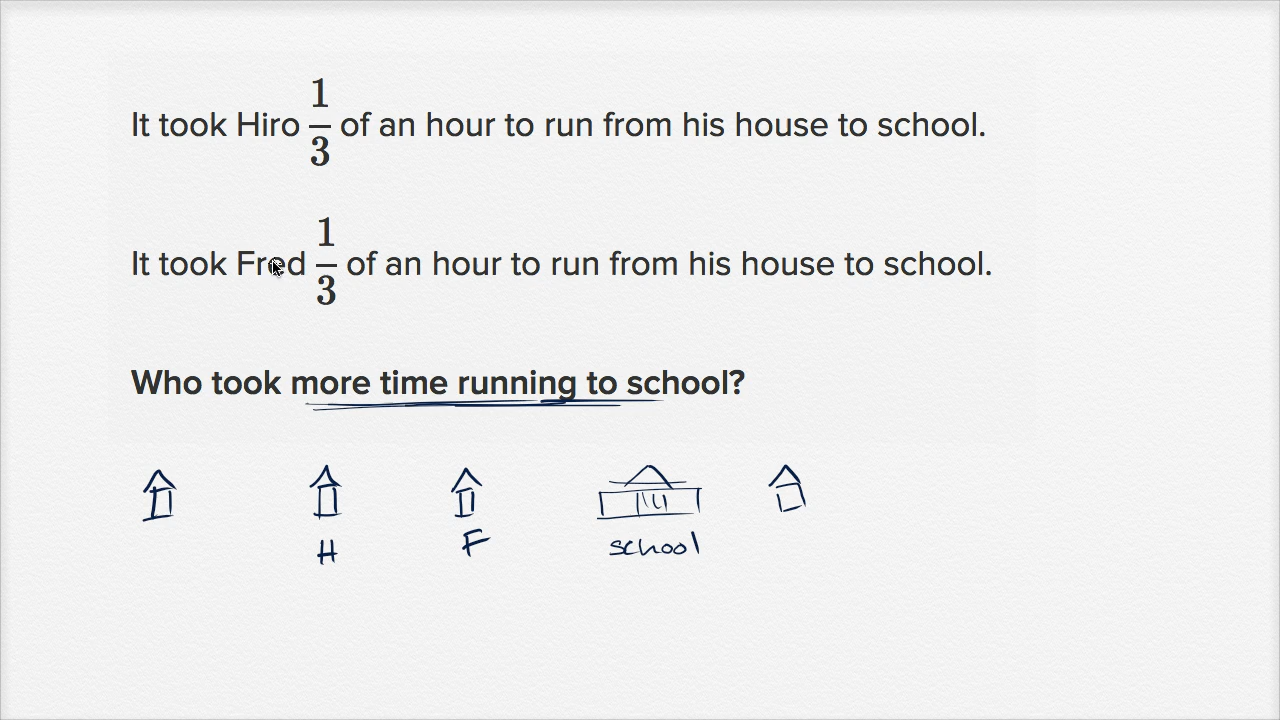 It took Hiro 1/3 of an hour to run from his house to school.
It took Fred 1/3 of an hour to run from his house to school.
Who took more time running to school?
H F school